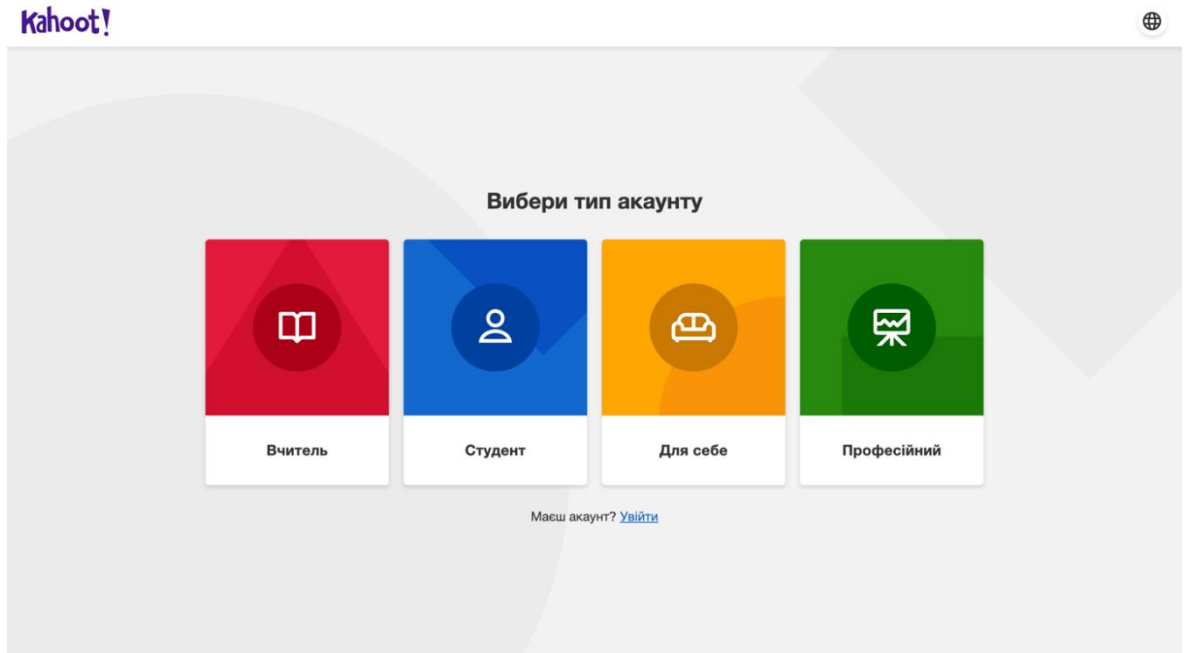 Kahoot!
Вибери тип акаунту
Вчитель
Студент
Для себе
Професійний
Маєш акаунт? Увійти